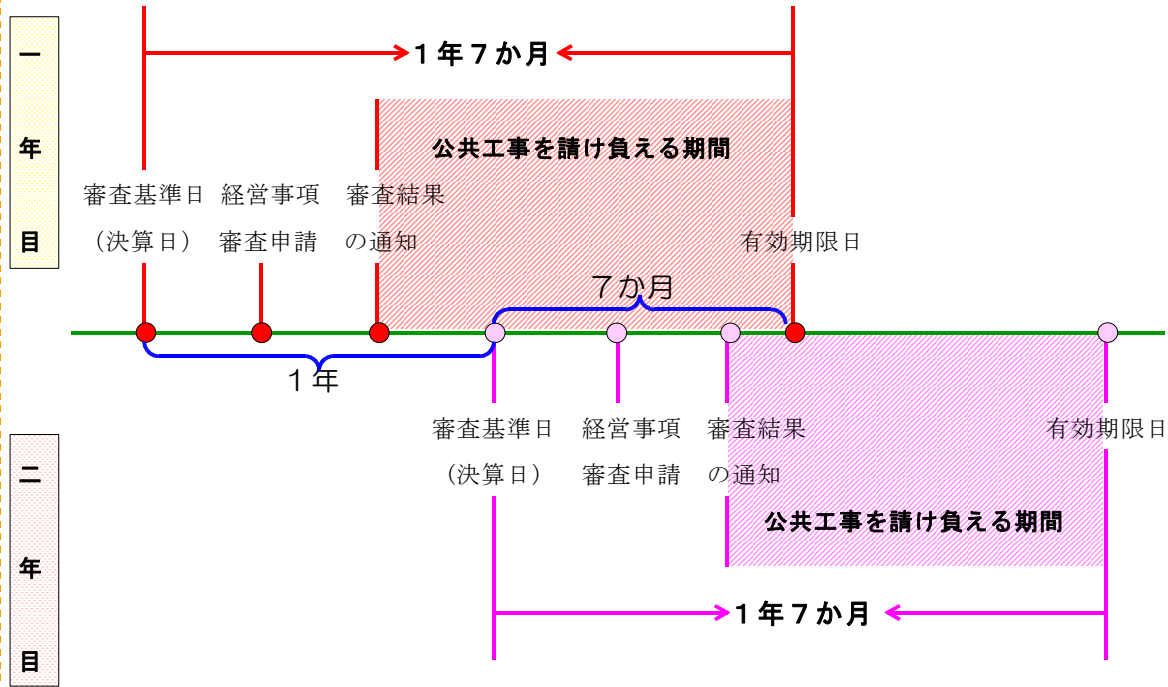 一年目
１年７か月
公共工事を請け負える期間
審査基準日
（決算日）
経営事項
審査申請
審査結果
の通知
有効期限日
７か月
１年
二年目
審査基準日
（決算日）
経営事項
審査申請
審査結果
の通知
有効期限日
公共工事を請け負える期間
１年７か月